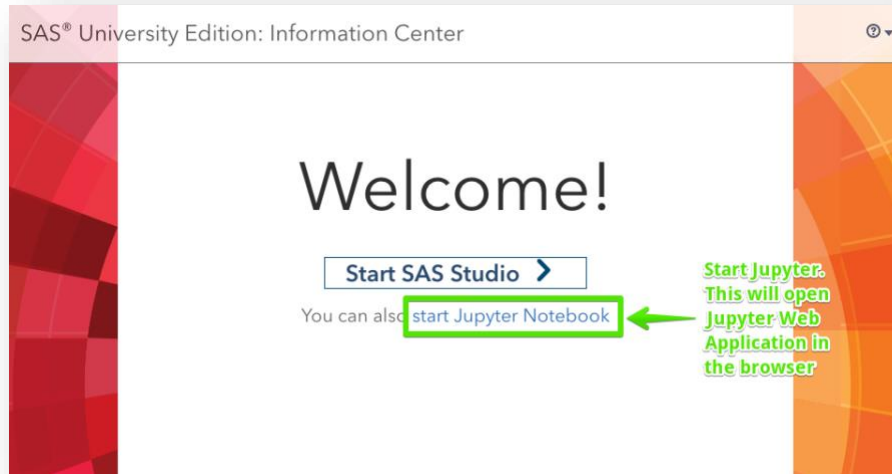 SAS® University Edition: Information Center
Welcome!
Start SAS Studio
You can also start Jupyter Notebook
Start Jupyter.
This will open
Jupyter Web
Application in
the browser